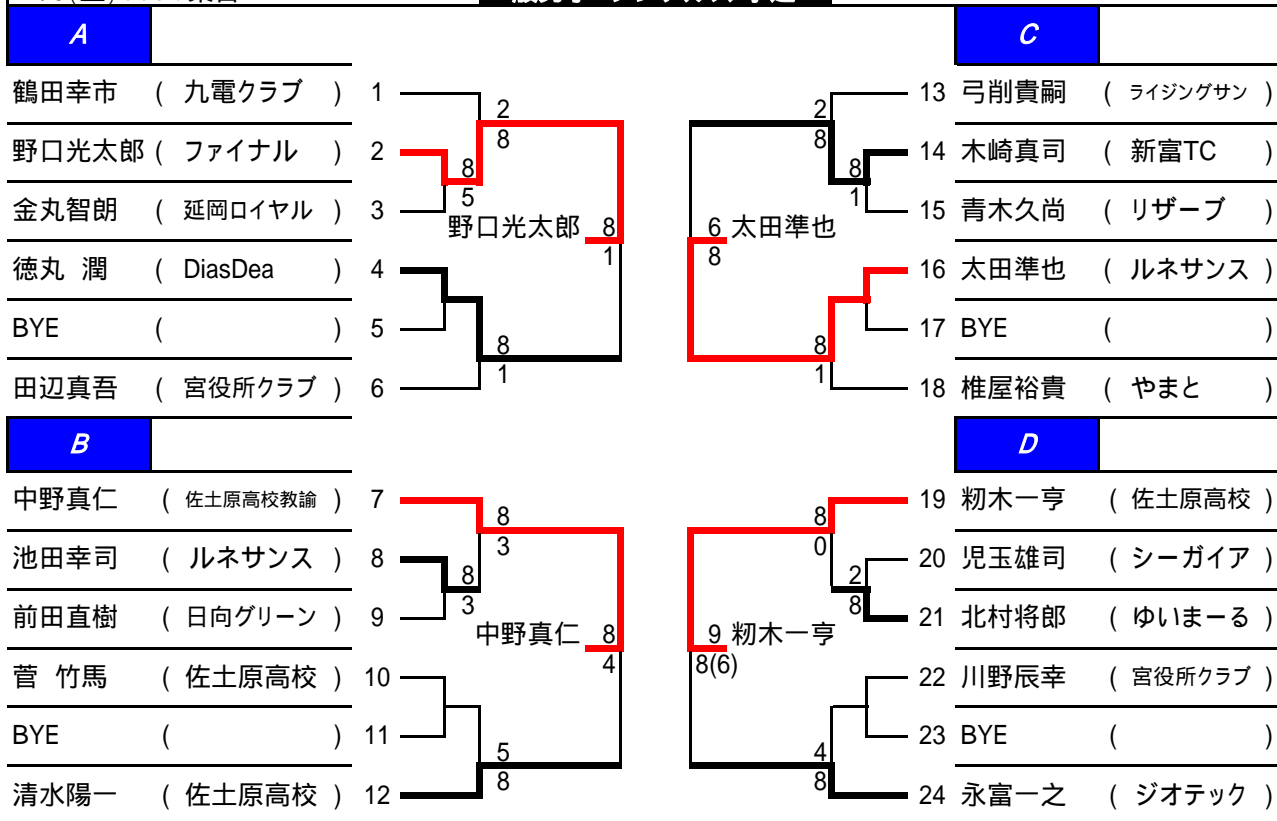 A
鶴田幸市 ( 九電クラブ ) 1
野口光太郎 ( ファイナル ) 2
金丸智朗 ( 延岡ロイヤル ) 3
徳丸 潤 ( DiasDea ) 4
BYE ( ) 5
田辺真吾 ( 宮役所クラブ ) 6
2
8
8
5
野口光太郎 8
1
8
1
B
中野真仁 ( 佐土原高校教諭 ) 7
池田幸司 ( ルネサンス ) 8
前田直樹 ( 日向グリーン ) 9
菅 竹馬 ( 佐土原高校 ) 10
BYE ( ) 11
清水陽一 ( 佐土原高校 ) 12
8
3
8
3
中野真仁 8
4
5
8
C
13 弓削貴嗣 ( ライジングサン )
14 木崎真司 ( 新富TC )
15 青木久尚 ( リザーブ )
16 太田準也 ( ルネサンス )
17 BYE ( )
18 椎屋裕貴 ( やまと )
2
8
8
1
6 太田準也
8
8
1
D
19 籾木一亨 ( 佐土原高校 )
20 児玉雄司 ( シーガイア )
21 北村将郎 ( ゆいまーる )
22 川野辰幸 ( 宮役所クラブ )
23 BYE ( )
24 永富一之 ( ジオテック )
8
0
2
8
9 籾木一亨
8(6)
4
8